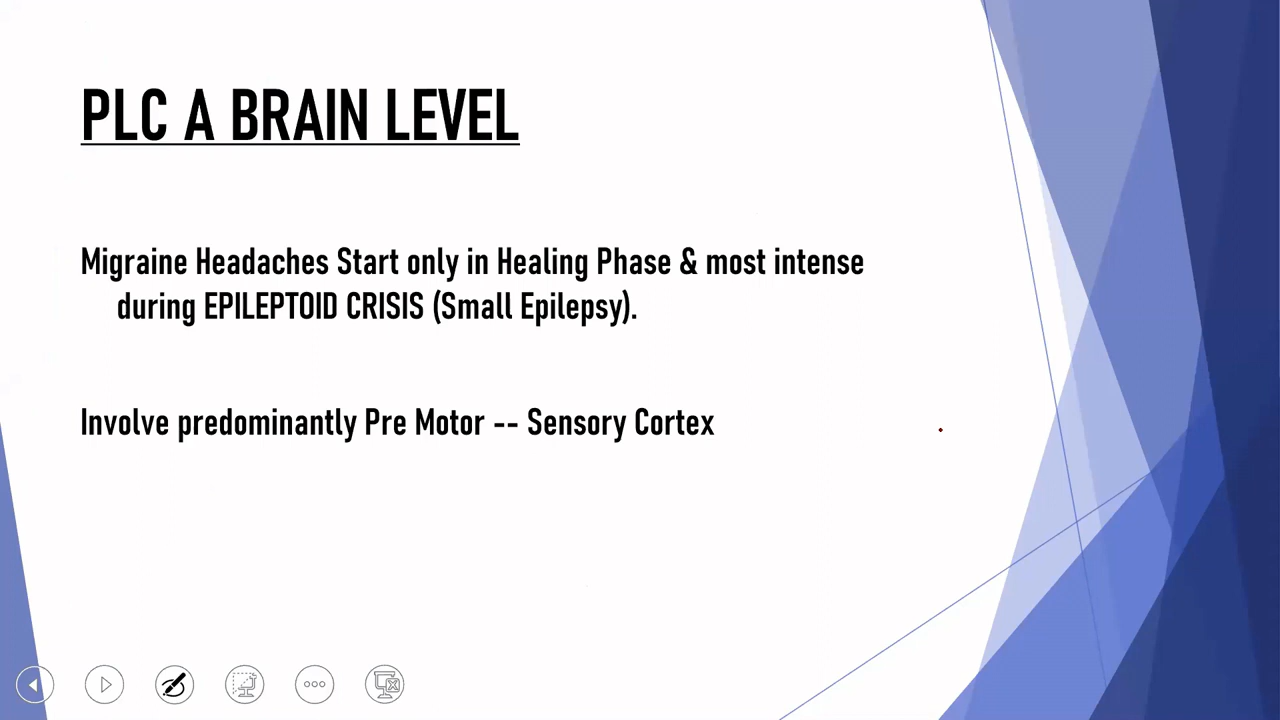 PLC A BRAIN LEVEL
Migraine Headaches Start only in Healing Phase & most intense
during EPILEPTOID CRISIS (Small Epilepsy).
Involve predominantly Pre Motor -- Sensory Cortex